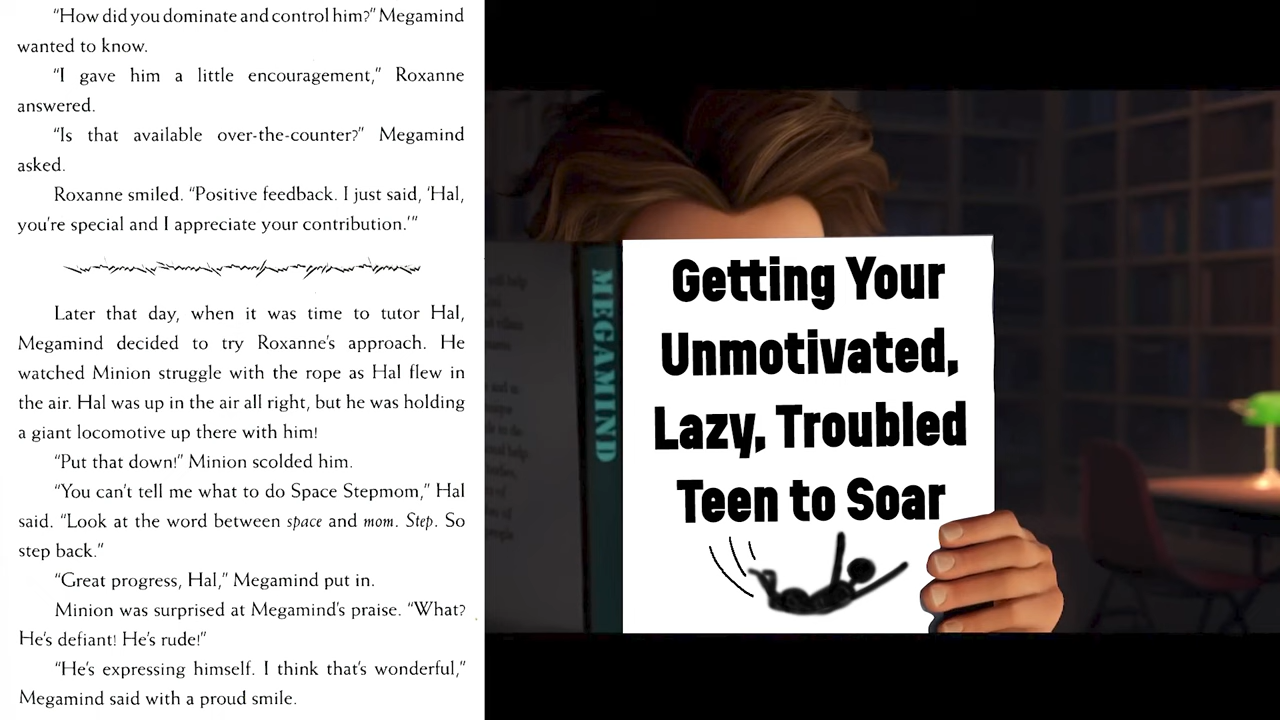 “How did you dominate and control him?” Megamind
wanted to know.
“I gave him a little encouragement,” Roxanne
answered.
“Is that available over-the-counter?” Megamind
asked.
Roxanne smiled. “Positive feedback. I just said, ‘Hal,
you’re special and I appreciate your contribution.’”
Later that day, when it was time to tutor Hal,
Megamind decided to try Roxanne’s approach. He
watched Minion struggle with the rope as Hal flew in
the air. Hal was up in the air all right, but he was holding
a giant locomotive up there with him!
“Put that down!” Minion scolded him.
“You can’t tell me what to do Space Stepmom,” Hal
said. “Look at the word between space and mom. Step. So
step back.”
“Great progress, Hal,” Megamind put in.
Minion was surprised at Megamind’s praise. “What?
He’s defiant! He’s rude!”
“He’s expressing himself. I think that’s wonderful,”
Megamind said with a proud smile.
MEGAMIND
Getting Your
Unmotivated,
Lazy, Troubled
Teen to Soar